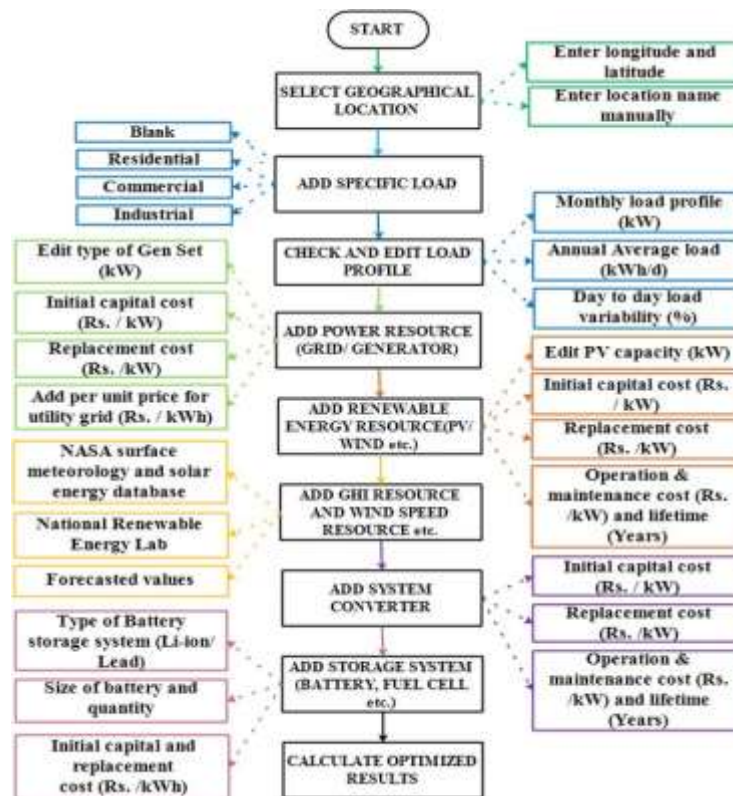 START
Enter longitude and
latitude
SELECT GEOGRAPHICAL
LOCATION
Enter location name
manually
Blank
Residential
Commercial
Industrial
ADD SPECIFIC LOAD
Monthly load profile
(kW)
Annual Average load
(kWh/d)
Day to day load
variability (%)
CHECK AND EDIT LOAD
PROFILE
Edit type of Gen Set
(kW)
Initial capital cost
(Rs. / kW)
Replacement cost
(Rs. /kW)
Add per unit price for
utility grid (Rs. / kWh)
ADD POWER RESOURCE
(GRID/ GENERATOR)
Edit PV capacity (kW)
Initial capital cost (Rs.
/ kW)
Replacement cost
(Rs. /kW)
Operation &
maintenance cost (Rs.
/kW) and lifetime
(Years)
ADD RENEWABLE
ENERGY RESOURCE(PV/
WIND etc.)
NASA surface
meteorology and solar
energy database
National Renewable
Energy Lab
Forecasted values
ADD GHI RESOURCE
AND WIND SPEED
RESOURCE etc.
ADD SYSTEM
CONVERTER
Initial capital cost
(Rs. / kW)
Replacement cost
(Rs. /kW)
Operation &
maintenance cost (Rs.
/kW) and lifetime
(Years)
Type of Battery
storage system (Li-ion/
Lead)
Size of battery and
quantity
Initial capital and
replacement
cost (Rs. /kWh)
ADD STORAGE SYSTEM
(BATTERY, FUEL CELL
etc.)
CALCULATE OPTIMIZED
RESULTS